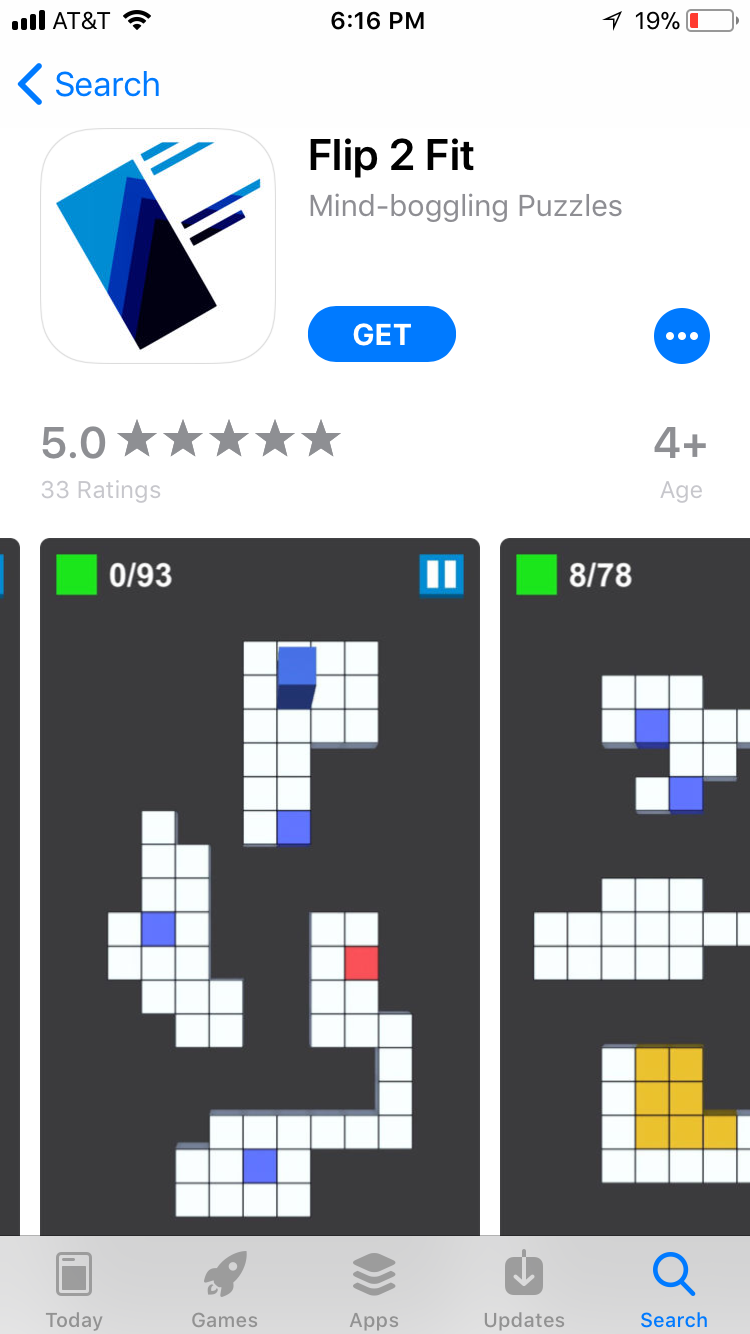 AT&T 6:16 PM 19%
Search
Flip 2 Fit
Mind-boggling Puzzles
GET
5.0 4+
33 Ratings Age
0/93 8/78
Today Games Apps Updates Search